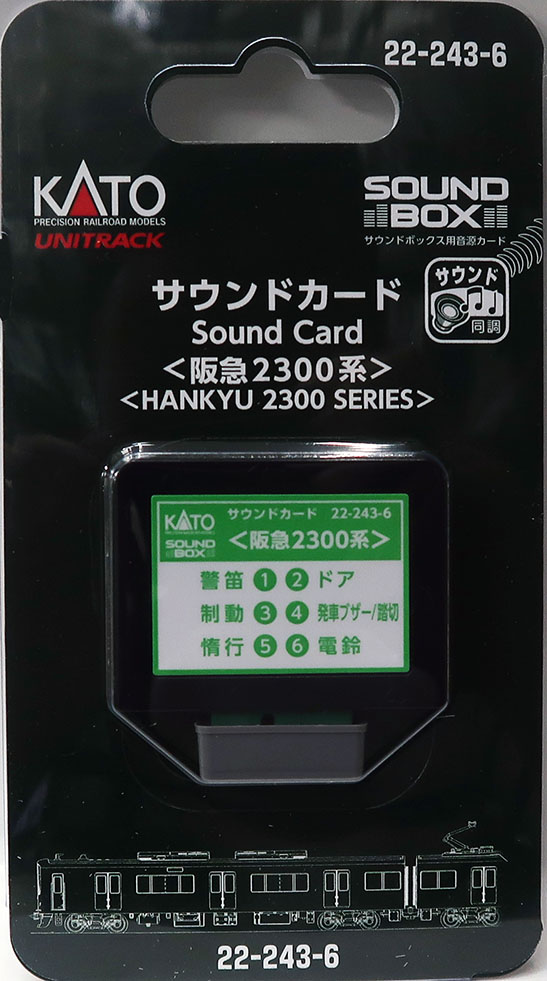 22-243-6
KATO
PRECISION RAILROAD MODELS
UNITRACK
SOUND
BOX
サウンドボックス用音源カード
サウンド
同調
サウンドカード
Sound Card
<阪急2300系>
<HANKYU 2300 SERIES>
KATO
サウンドカード 22-243-6
SOUND
BOX
<阪急2300系>
警笛 1 2 ドア
制動 3 4 発車ブザー/踏切
惰行 5 6 電鈴
22-243-6